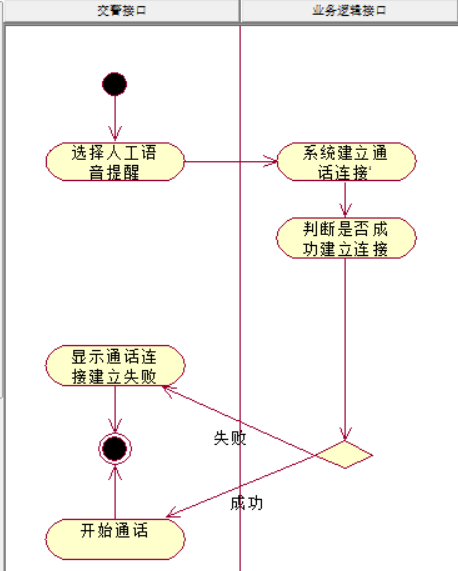 交警接口
业务逻辑接口
选择人工语
音提醒
系统建立通
话连接'
判断是否成
功建立连接
显示通话连
接建立失败
失败
成功
开始通话